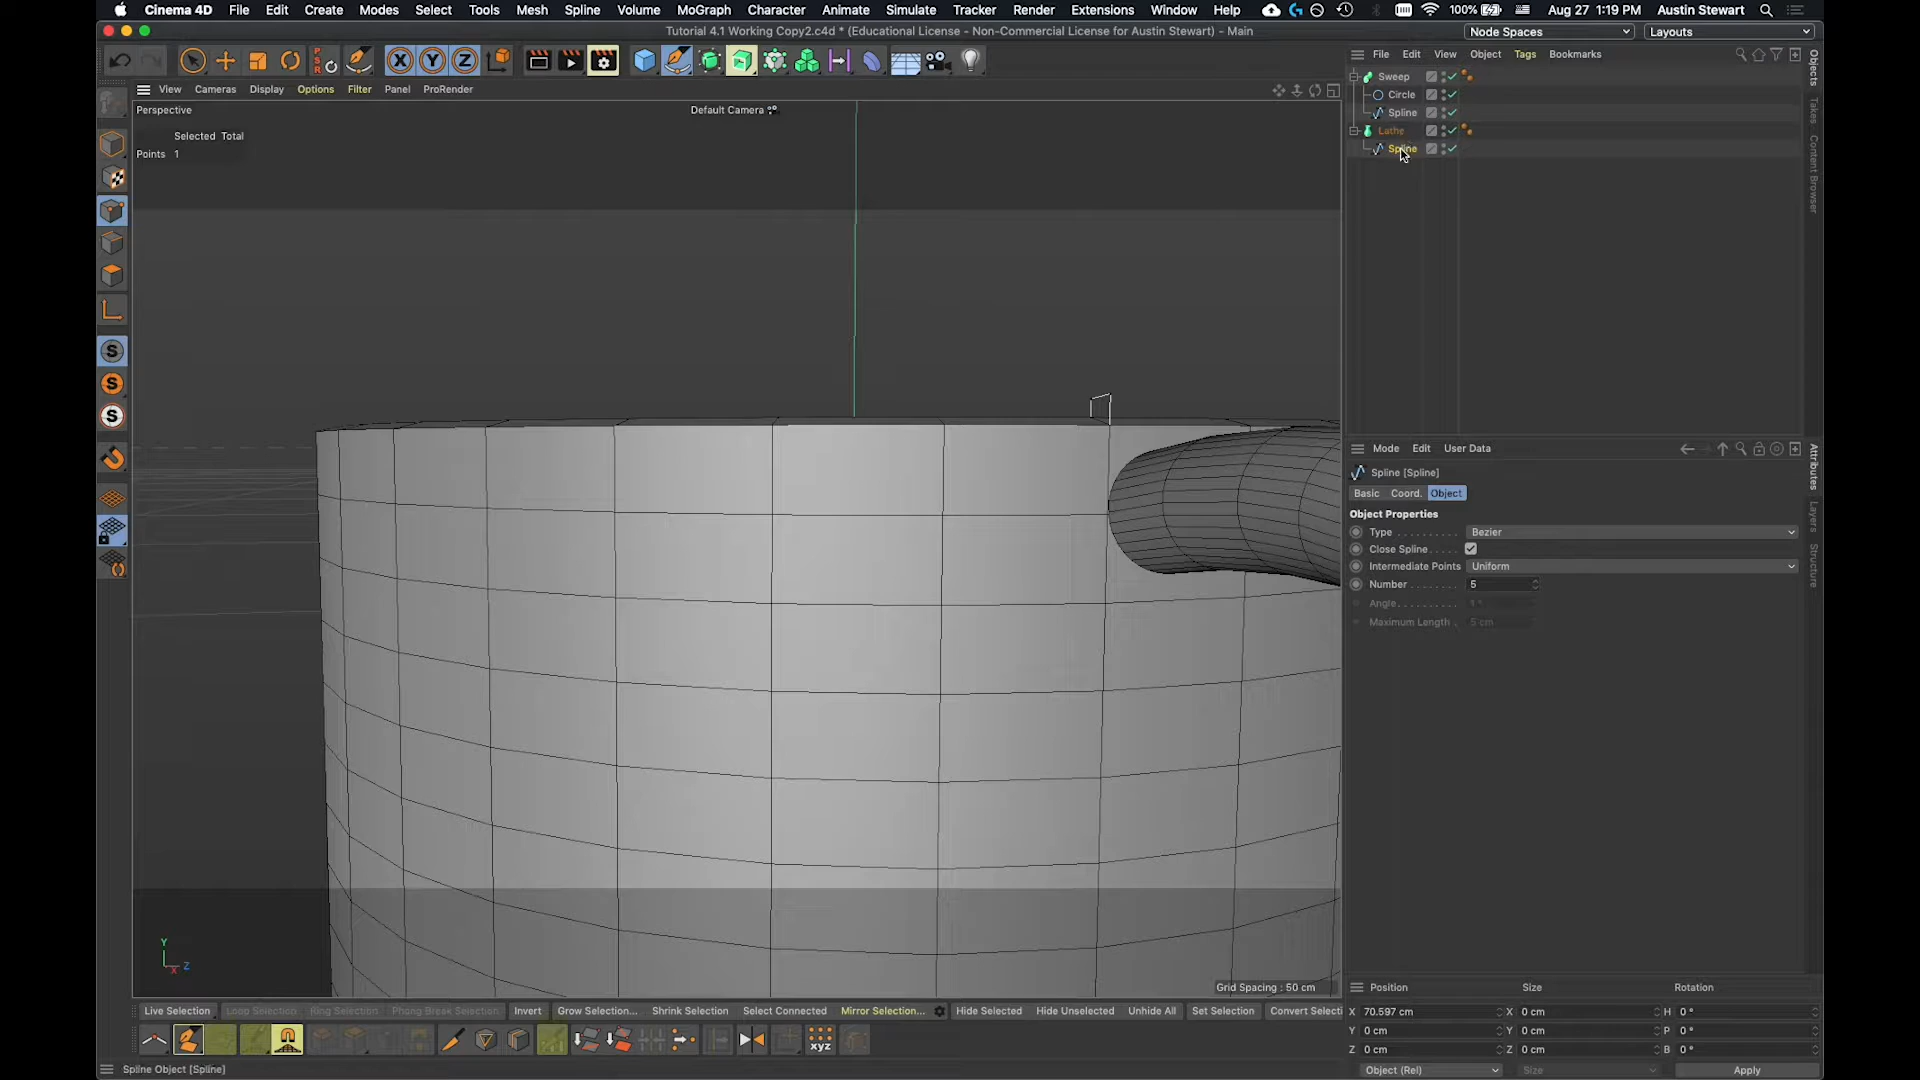 Cinema 4D File Edit Create Modes Select Tools Mesh Spline Volume MoGraph Character Animate Simulate Tracker Render Extensions Window Help 100% Aug 27 1:19 PM Austin Stewart
Tutorial 4.1 Working Copy2.c4d * (Educational License - Non-Commercial License for Austin Stewart) - Main
Node Spaces Layouts
X Y Z
File Edit View Object Tags Bookmarks
View Cameras Display Options Filter Panel ProRender
Perspective Default Camera
Selected Total
Points 1
Sweep
Circle
Spline
Lathe
Spline
Objects
Takes
Content Browser
S
S
S
Mode Edit User Data
Spline [Spline]
Basic Coord. Object
Object Properties
Type Bezier
Close Spline
Intermediate Points Uniform
Number 5
Angle
Maximum Length 5 cm
Attributes
Layers
Structure
Y
X Z
Grid Spacing : 50 cm
Position Size Rotation
X 70.597 cm X 0 cm H 0 °
Y 0 cm Y 0 cm P 0 °
Z 0 cm Z 0 cm B 0 °
Object (Rel) Size Apply
Live Selection Loop Selection Ring Selection Phong Break Selection Invert Grow Selection... Shrink Selection Select Connected Mirror Selection... Hide Selected Hide Unselected Unhide All Set Selection Convert Selecti
xyz
Spline Object [Spline]